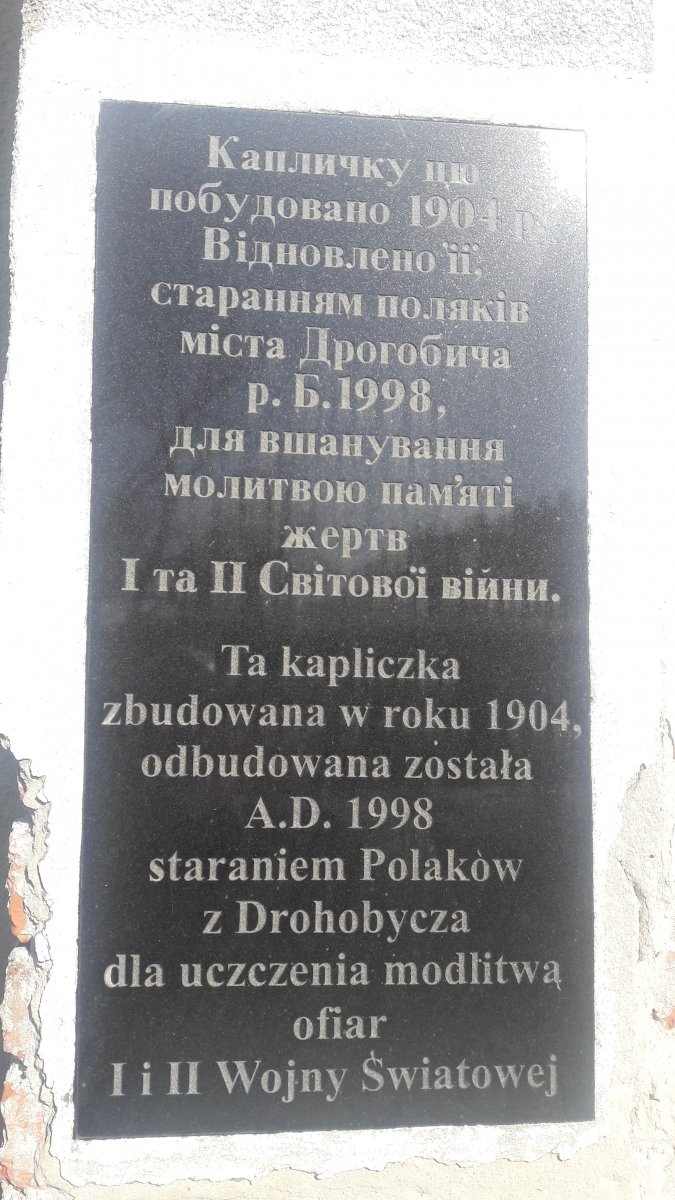 Капличку цю
побудовано 1904 р.
Відновлено її,
старанням поляків
міста Дрогобича
р. Б.1998,
для вшанування
молитвою пам'яті
жертв
І та ІІ Світової війни.
Ta kapliczka
zbudowana w roku 1904,
odbudowana została
A.D. 1998
staraniem Polaków
z Drohobycza
dla uczczenia modlitwą
ofiar
I i II Wojny Światowej